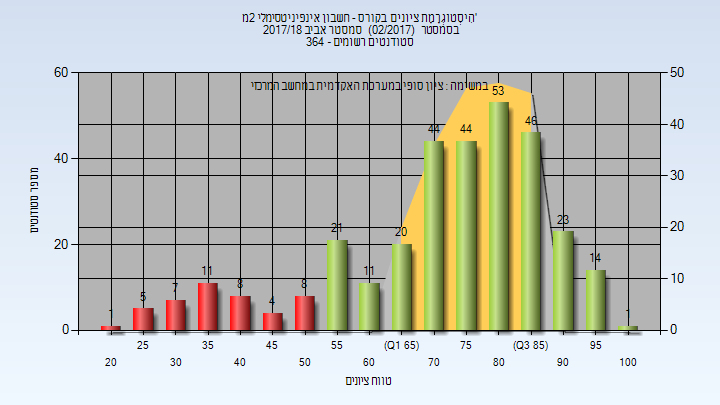 'היסטוגרמת ציונים בקורס - חשבון אינפיניטסימלי 2מ
בסמסטר (02/2017) סמסטר אביב 2017/18
סטודנטים רשומים - 364
במשימה : ציון סופי במערכת האקדמית במחשב המרכזי
60 50
53
46
44 44
40 40
30
23
21
20
20 20
14
11 11
10
8 8
7
5
4
1 1
0 0
25 35 45 55 (Q1 65) 75 (Q3 85) 95
20 30 40 50 60 70 80 90 100
מספר סטודנטים
טווח ציונים